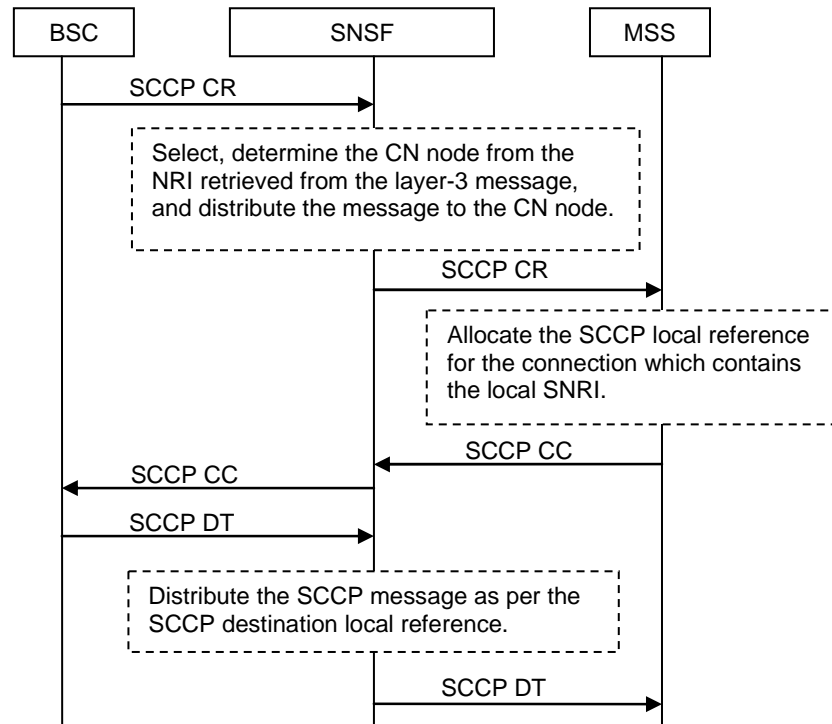 BSC
SNSF
MSS
SCCP CR
Select, determine the CN node from the
NRI retrieved from the layer-3 message,
and distribute the message to the CN node.
SCCP CR
Allocate the SCCP local reference
for the connection which contains
the local SNRI.
SCCP CC
SCCP CC
SCCP DT
Distribute the SCCP message as per the
SCCP destination local reference.
SCCP DT